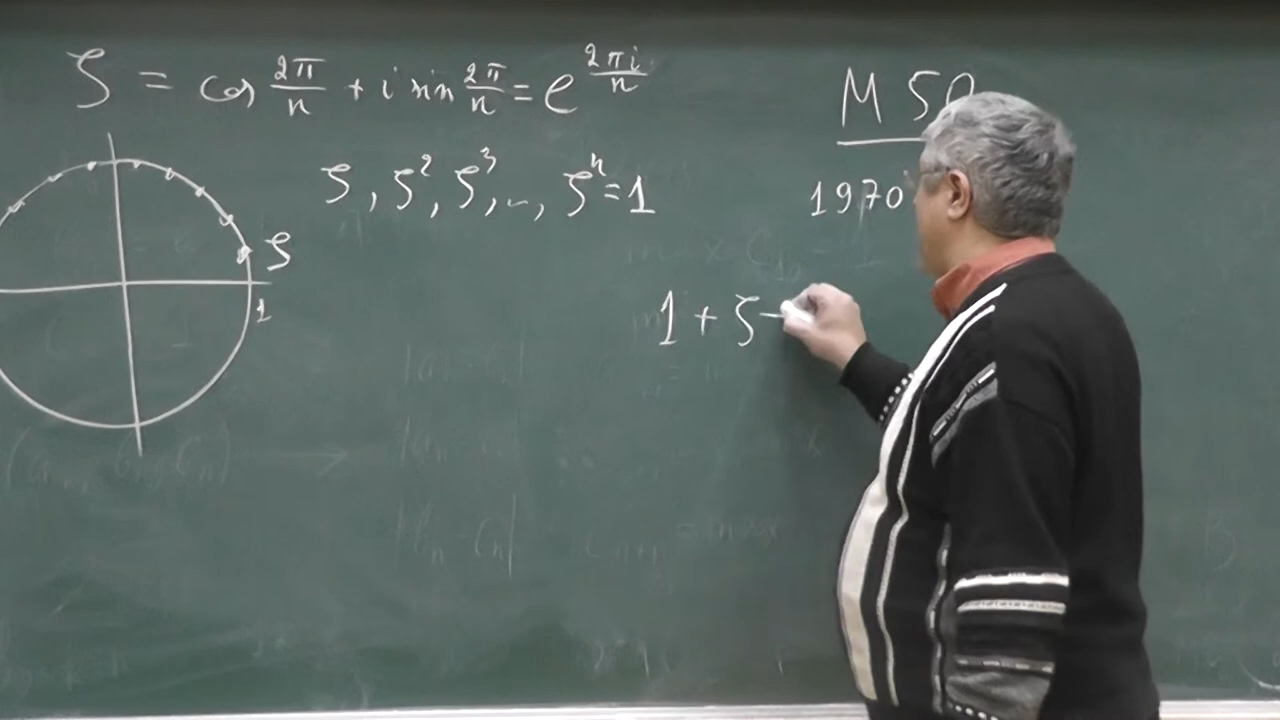 ζ = cos 2π/n + i sin 2π/n = e^(2πi/n)
M 50
ζ, ζ², ζ³, ..., ζⁿ = 1
1970
ζ
1
1 + ζ